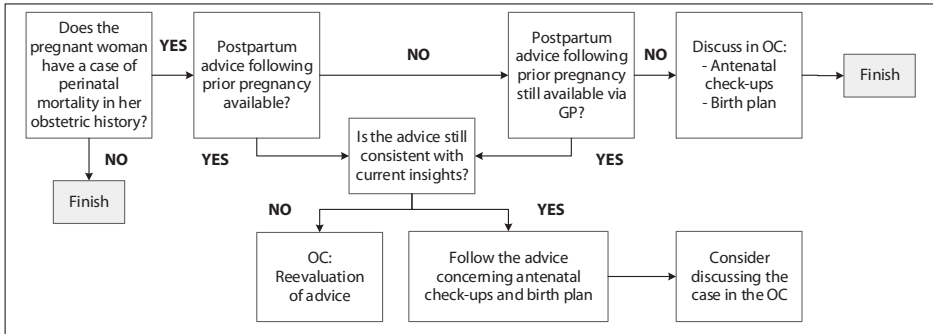 Does the
pregnant woman
have a case of
perinatal
mortality in her
obstetric history?
YES
Postpartum
advice following
prior pregnancy
available?
NO
Postpartum
advice following
prior pregnancy
still available via
GP?
NO
Discuss in OC:
- Antenatal
check-ups
- Birth plan
Finish
NO
Finish
YES
Is the advice still
consistent with
current insights?
YES
NO
YES
OC:
Reevaluation
of advice
Follow the advice
concerning antenatal
check-ups and birth plan
Consider
discussing the
case in the OC